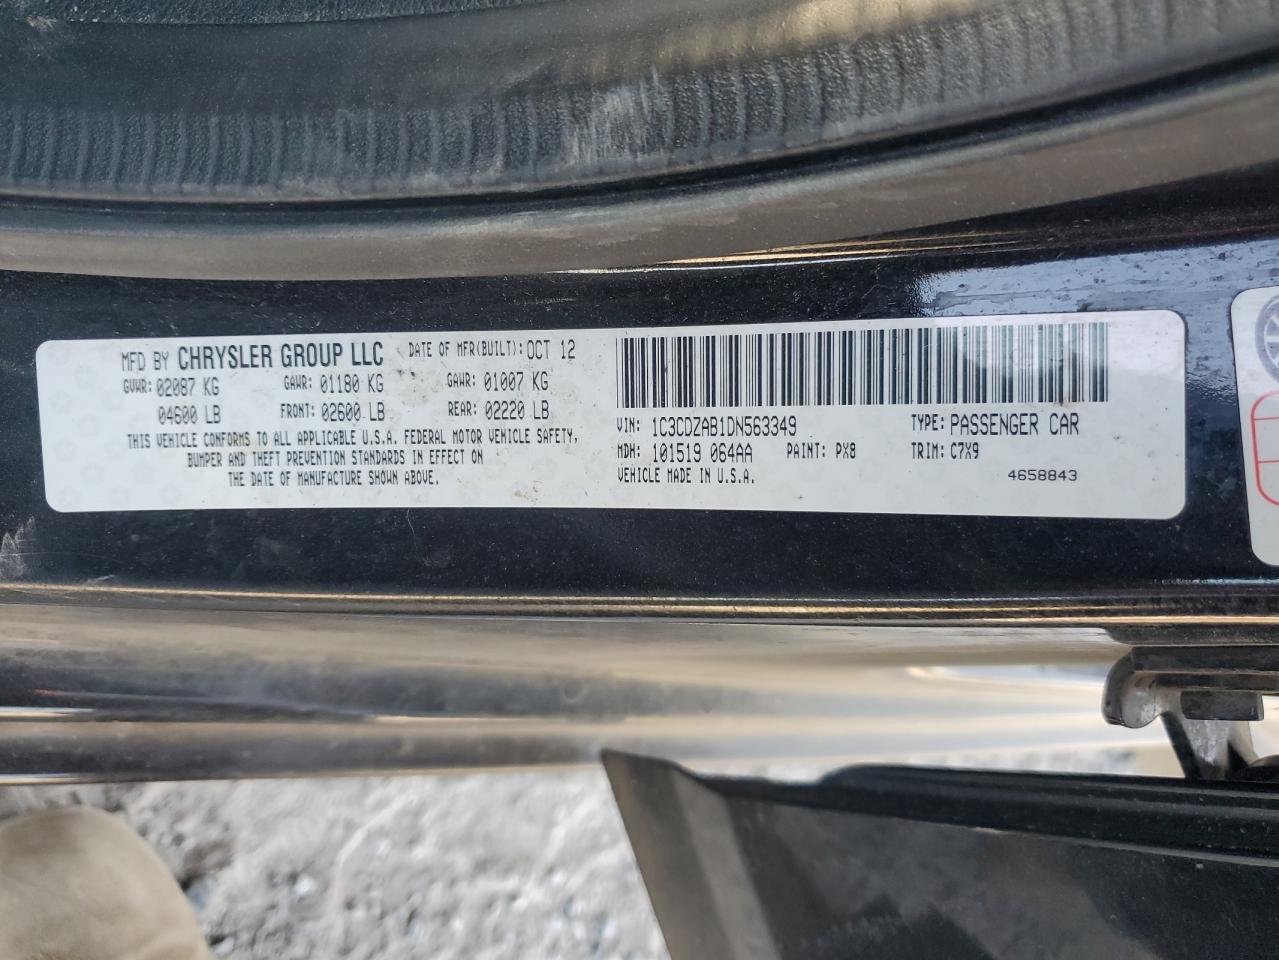 MFD BY CHRYSLER GROUP LLC DATE OF MFR(BUILT): OCT 12
GVWR: 02087 KG GAWR: 01180 KG GAWR: 01007 KG
04600 LB FRONT: 02600 LB REAR: 02220 LB
THIS VEHICLE CONFORMS TO ALL APPLICABLE U.S.A. FEDERAL MOTOR VEHICLE SAFETY,
BUMPER AND THEFT PREVENTION STANDARDS IN EFFECT ON
THE DATE OF MANUFACTURE SHOWN ABOVE.
VIN: 1C3CDZAB1DN563349 TYPE: PASSENGER CAR
MDH: 101519 064AA PAINT: PX8 TRIM: C7X9
VEHICLE MADE IN U.S.A. 4658843